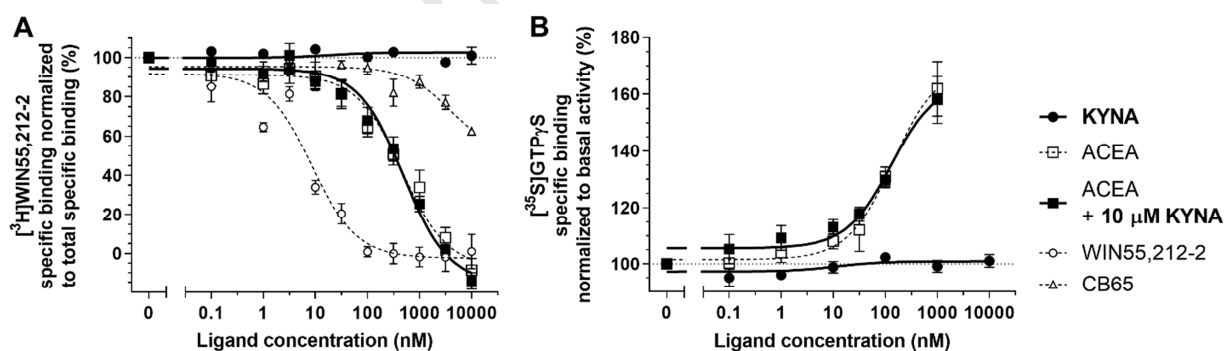 A
[³H]WIN55,212-2
specific binding normalized
to total specific binding (%)
100
80
60
40
20
0
0
0.1
1
10
100
1000
10000
Ligand concentration (nM)
B
[³⁵S]GTPγS
specific binding
normalized to basal activity (%)
180
160
140
120
100
0
0.1
1
10
100
1000
10000
Ligand concentration (nM)
KYNA
ACEA
ACEA
+ 10 µM KYNA
WIN55,212-2
CB65